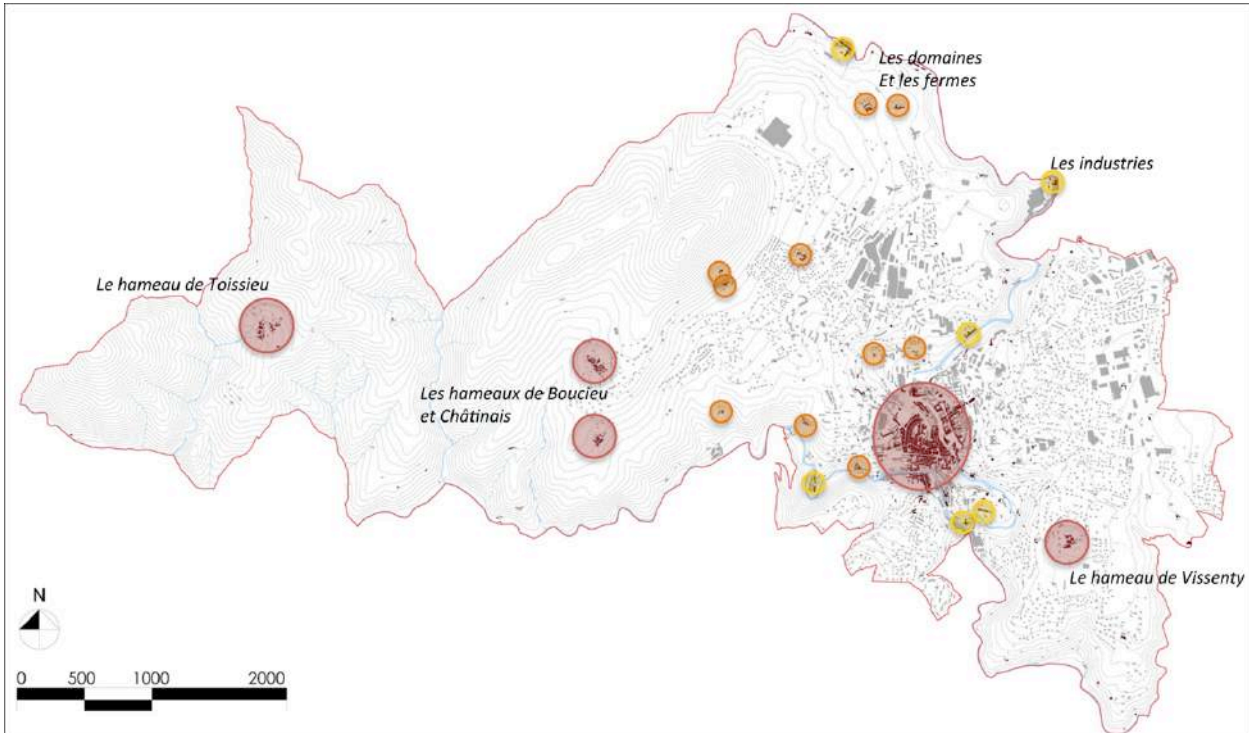 Les domaines
Et les fermes
Les industries
Le hameau de Toissieu
Les hameaux de Boucieu
et Châtinais
Le hameau de Vissenty
N
0 500 1000 2000